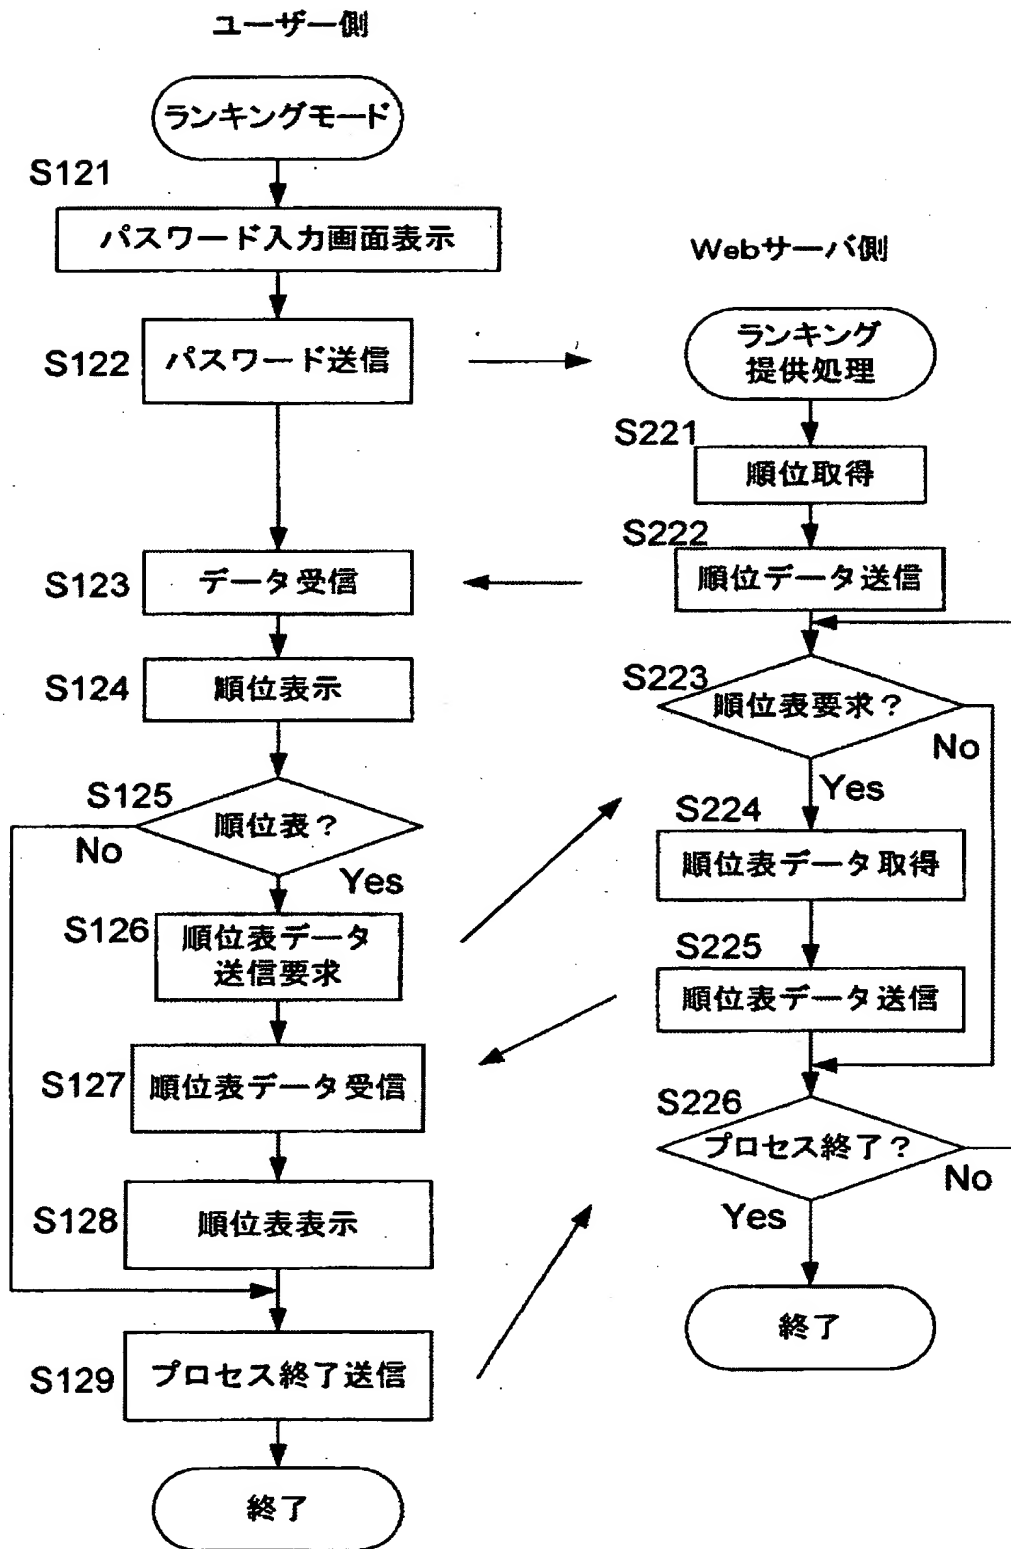 ユーザー側
ランキングモード
S121
パスワード入力画面表示
S122
パスワード送信
S123
データ受信
S124
順位表示
S125
順位表？
No
Yes
S126
順位表データ
送信要求
S127
順位表データ受信
S128
順位表表示
S129
プロセス終了送信
終了
Webサーバ側
ランキング
提供処理
S221
順位取得
S222
順位データ送信
S223
順位表要求？
No
Yes
S224
順位表データ取得
S225
順位表データ送信
S226
プロセス終了？
No
Yes
終了